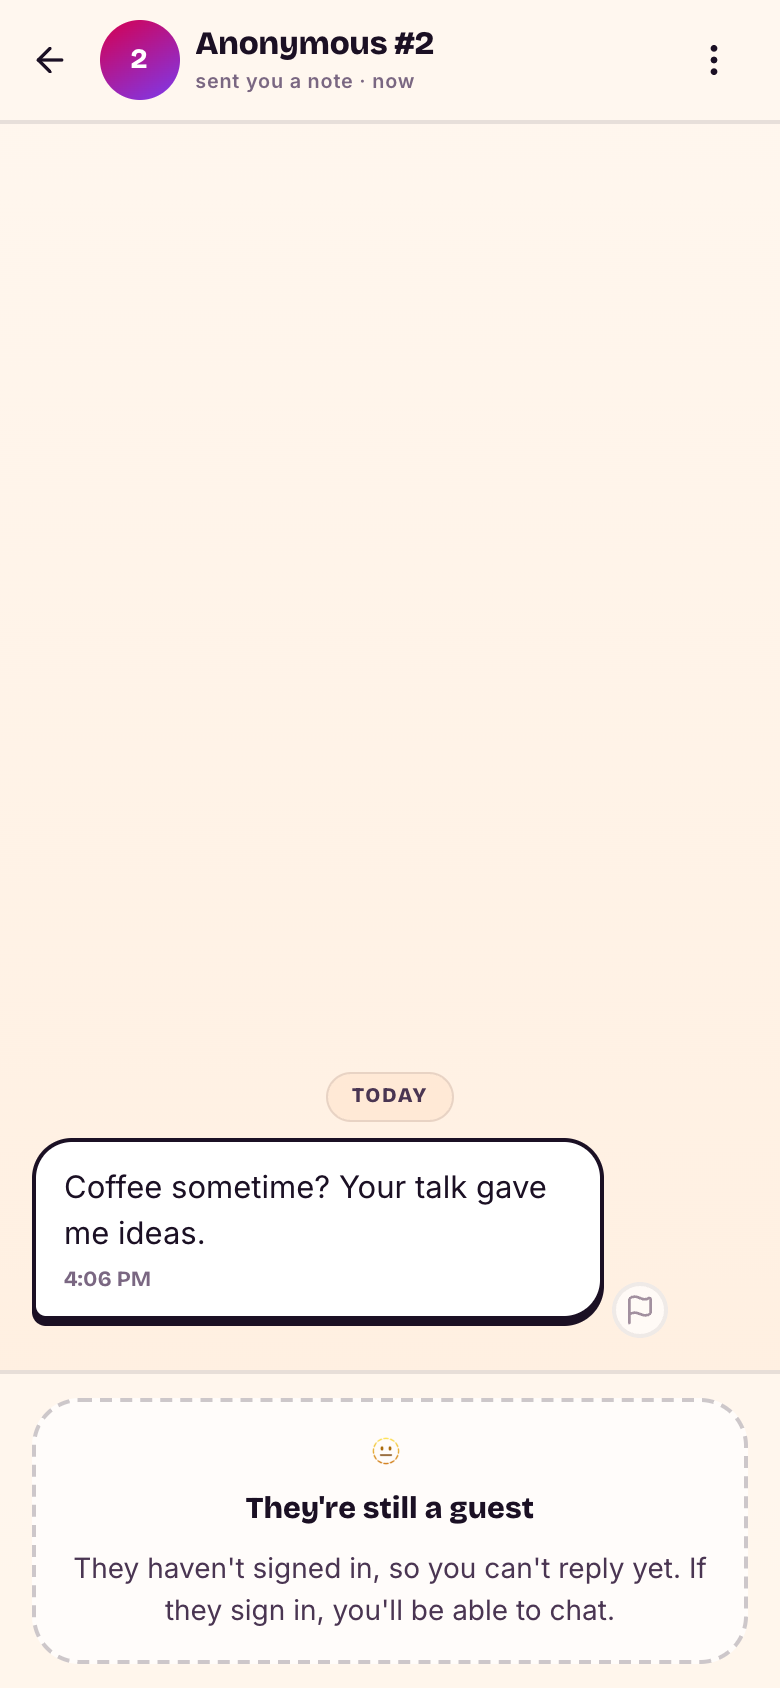 2
Anonymous #2
sent you a note · now
TODAY
Coffee sometime? Your talk gave
me ideas.
4:06 PM
They're still a guest
They haven't signed in, so you can't reply yet. If
they sign in, you'll be able to chat.